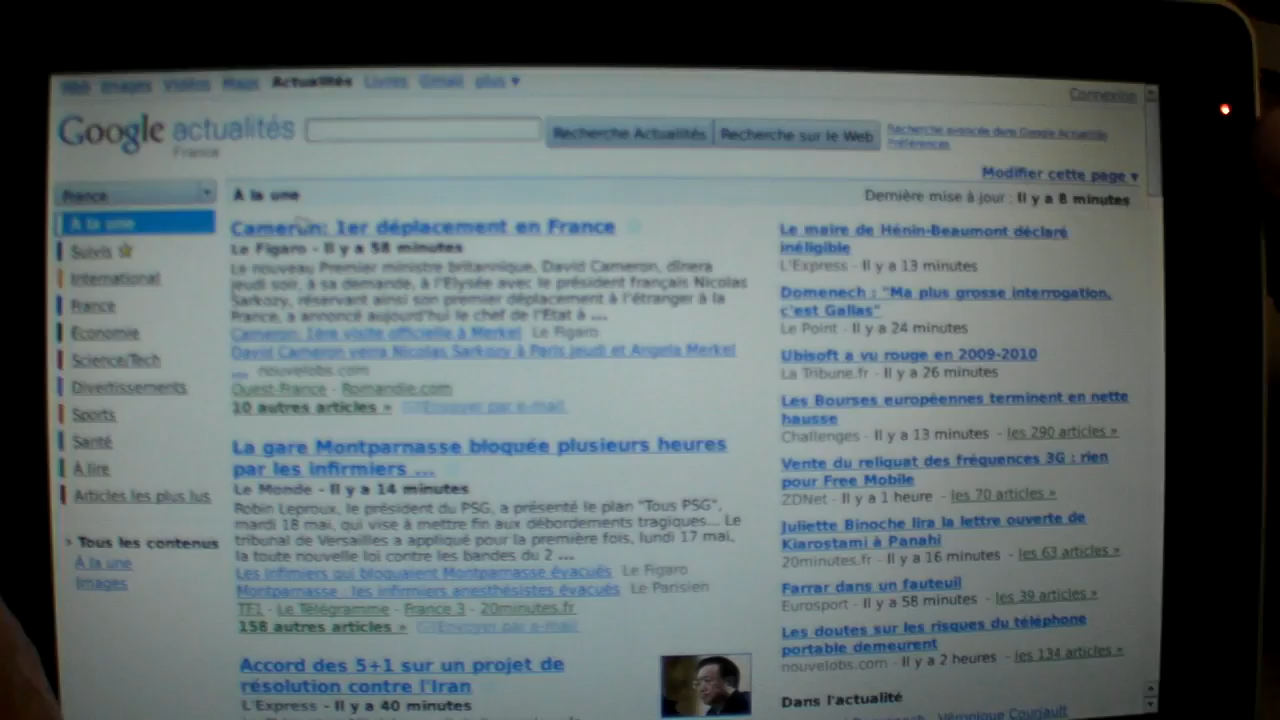 Web Images Vidéos Maps Actualités Livres Gmail plus ▼
Connexion
Google actualités
France
Recherche Actualités
Recherche sur le Web
Recherche avancée dans Google Actualités
Préférences
Modifier cette page ▼
France
À la une
Dernière mise à jour : Il y a 8 minutes
À la une
Suivis
International
France
Économie
Science/Tech
Divertissements
Sports
Santé
À lire
Articles les plus lus
> Tous les contenus
À la une
Images
Cameron: 1er déplacement en France
Le Figaro - Il y a 58 minutes
Le nouveau Premier ministre britannique, David Cameron, dînera
jeudi soir, à sa demande, à l'Elysée avec le président français Nicolas
Sarkozy, réservant ainsi son premier déplacement à l'étranger à la
France, a annoncé aujourd'hui le chef de l'Etat à ...
Cameron: 1ère visite officielle à Merkel Le Figaro
David Cameron verra Nicolas Sarkozy à Paris jeudi et Angela Merkel
... nouvelobs.com
Ouest-France - Romandie.com
10 autres articles » Envoyer par e-mail
La gare Montparnasse bloquée plusieurs heures
par les infirmiers ...
Le Monde - Il y a 14 minutes
Robin Leproux, le président du PSG, a présenté le plan "Tous PSG",
mardi 18 mai, qui vise à mettre fin aux débordements tragiques... Le
tribunal de Versailles a appliqué pour la première fois, lundi 17 mai,
la toute nouvelle loi contre les bandes du 2 ...
Les infirmiers qui bloquaient Montparnasse évacués Le Figaro
Montparnasse : les infirmiers anesthésistes évacués Le Parisien
TF1 - Le Télégramme - France 3 - 20minutes.fr
158 autres articles » Envoyer par e-mail
Accord des 5+1 sur un projet de
résolution contre l'Iran
L'Express - Il y a 40 minutes
Le maire de Hénin-Beaumont déclaré
inéligible
L'Express - Il y a 13 minutes
Domenech : "Ma plus grosse interrogation,
c'est Gallas"
Le Point - Il y a 24 minutes
Ubisoft a vu rouge en 2009-2010
La Tribune.fr - Il y a 26 minutes
Les Bourses européennes terminent en nette
hausse
Challenges - Il y a 13 minutes - les 290 articles »
Vente du reliquat des fréquences 3G : rien
pour Free Mobile
ZDNet - Il y a 1 heure - les 70 articles »
Juliette Binoche lira la lettre ouverte de
Kiarostami à Panahi
20minutes.fr - Il y a 16 minutes - les 63 articles »
Farrar dans un fauteuil
Eurosport - Il y a 58 minutes - les 39 articles »
Les doutes sur les risques du téléphone
portable demeurent
nouvelobs.com - Il y a 2 heures - les 134 articles »
Dans l'actualité